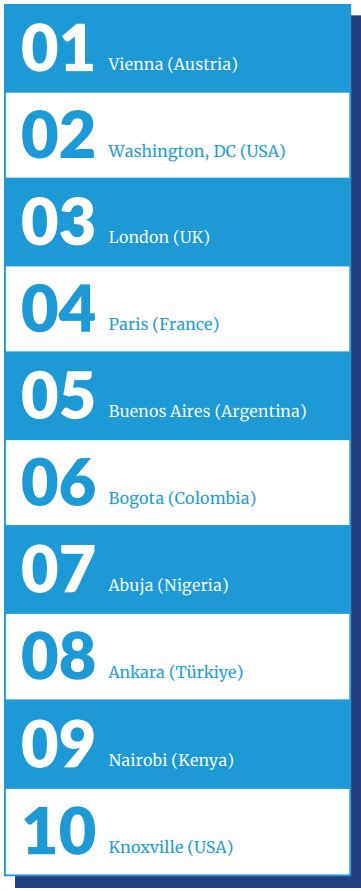 01 Vienna (Austria)
02 Washington, DC (USA)
03 London (UK)
04 Paris (France)
05 Buenos Aires (Argentina)
06 Bogota (Colombia)
07 Abuja (Nigeria)
08 Ankara (Türkiye)
09 Nairobi (Kenya)
10 Knoxville (USA)